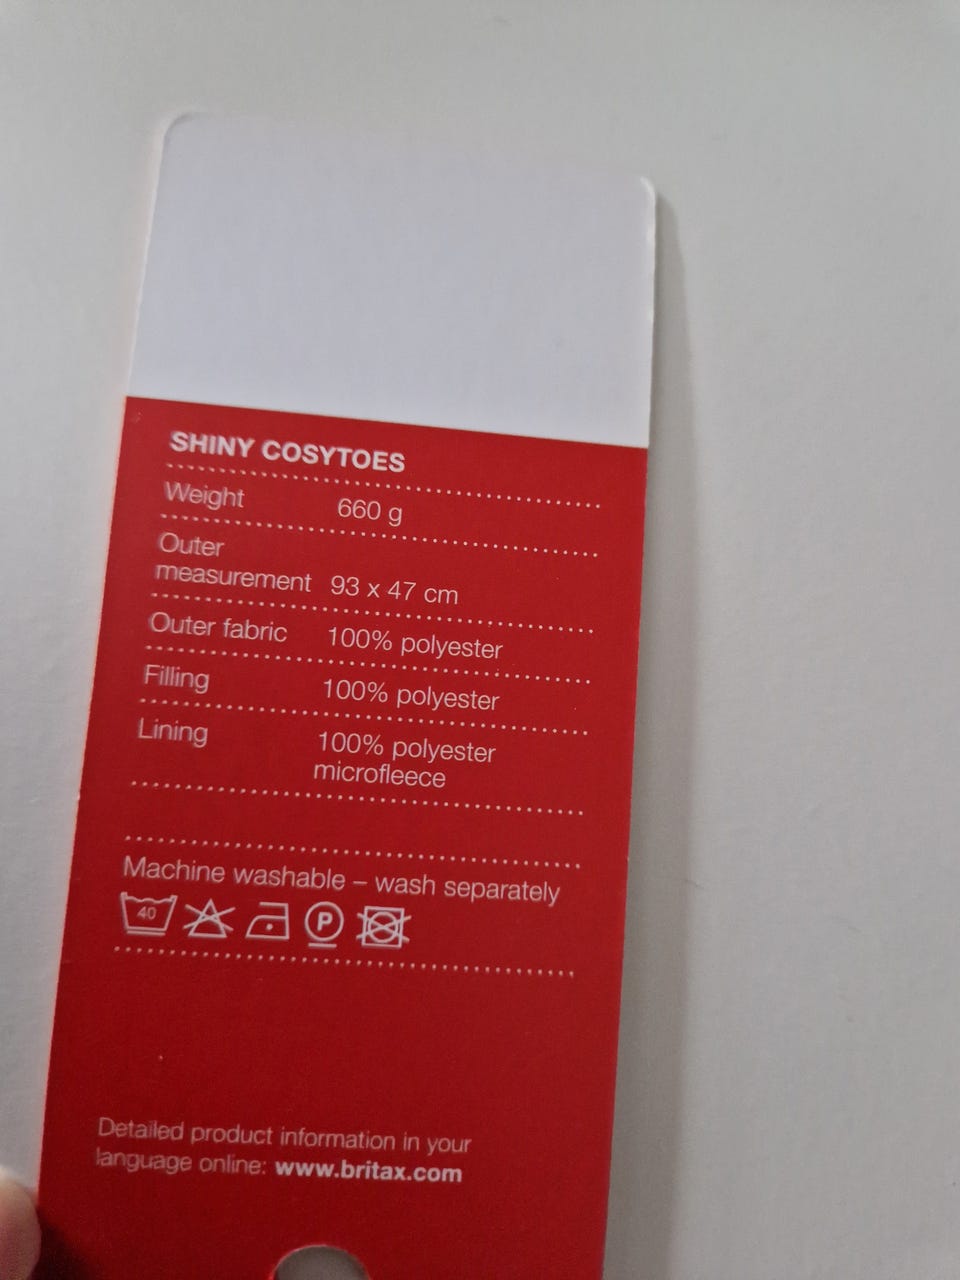 SHINY COSYTOES
Weight 660 g
Outer
measurement 93 x 47 cm
Outer fabric 100% polyester
Filling 100% polyester
Lining 100% polyester
microfleece
Machine washable – wash separately
40 P
Detailed product information in your
language online: www.britax.com